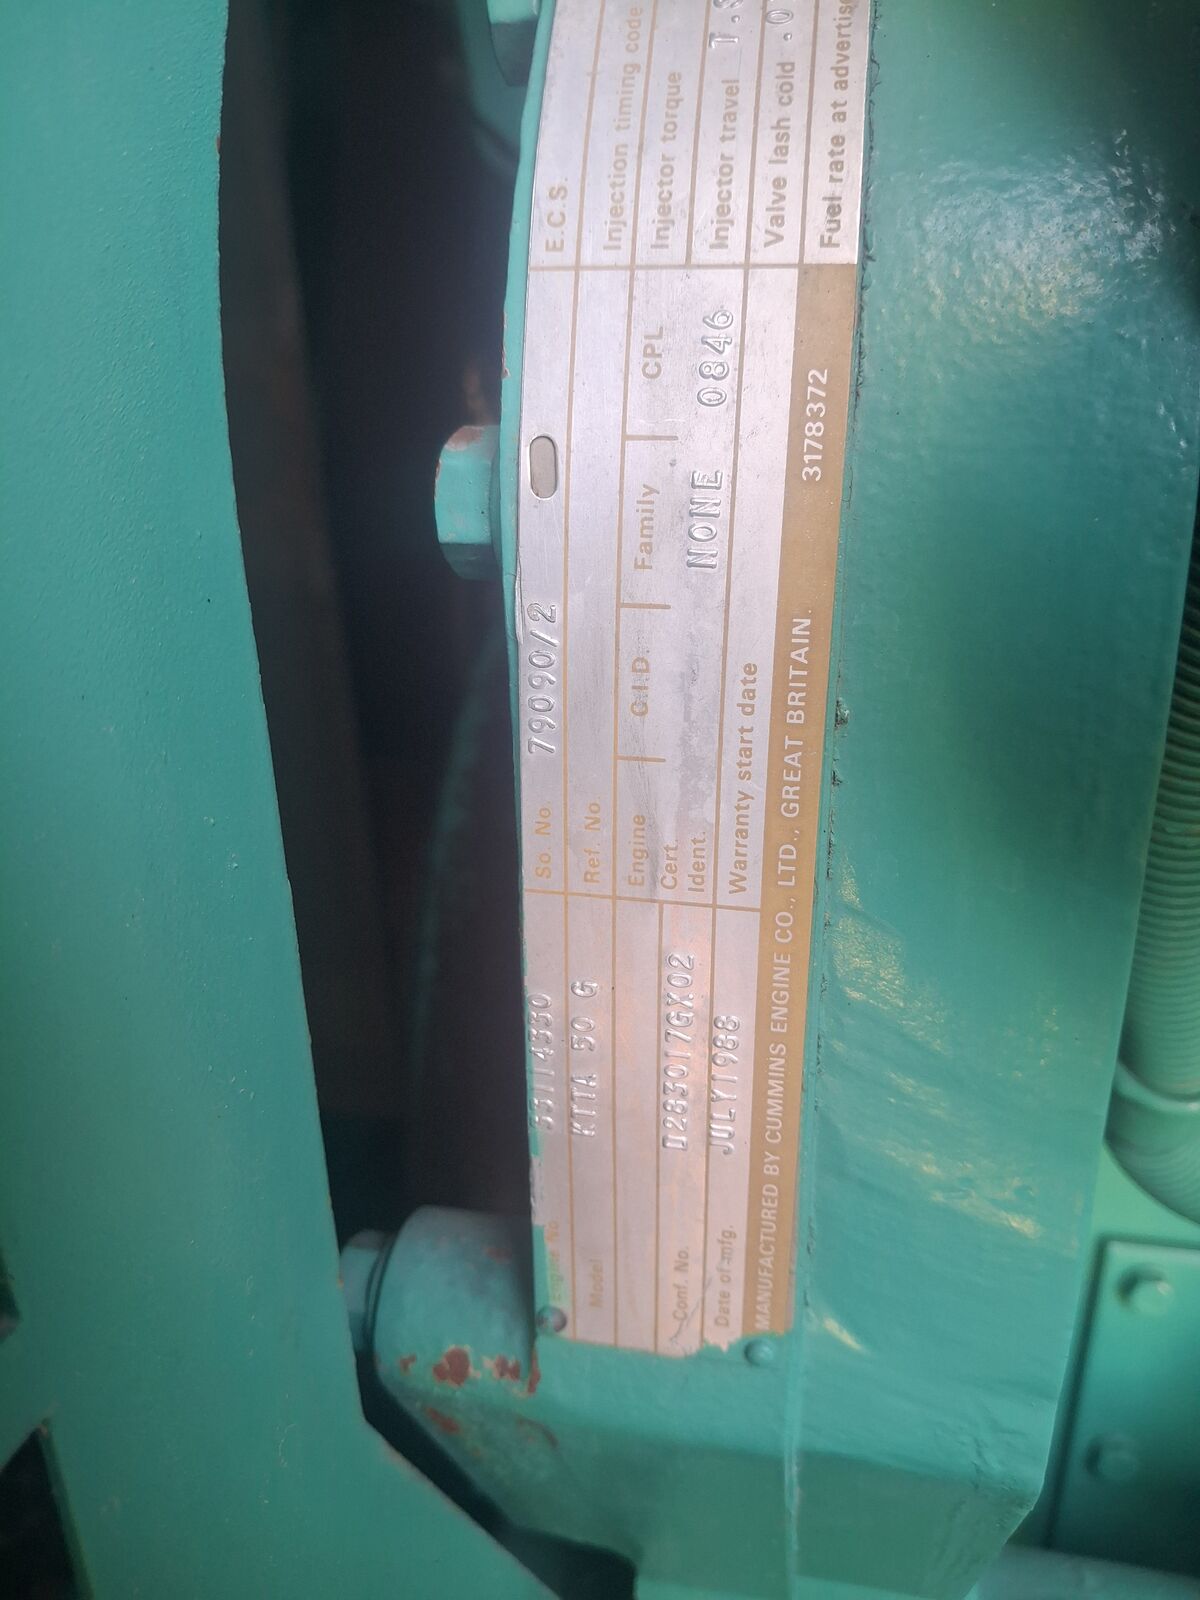 Engine No. 33114330 So. No. 79090/2 E.C.S.
Model KTTA 50 G Ref. No.
Injection timing code
Engine C.I.D. Family CPL
Injector torque
Conf. No. D283017GX02 Cert.
Ident. NONE 0846 Injector travel
Date of mfg. JULY1988 Warranty start date Valve lash cold .0
MANUFACTURED BY CUMMINS ENGINE CO., LTD., GREAT BRITAIN. 3178372 Fuel rate at